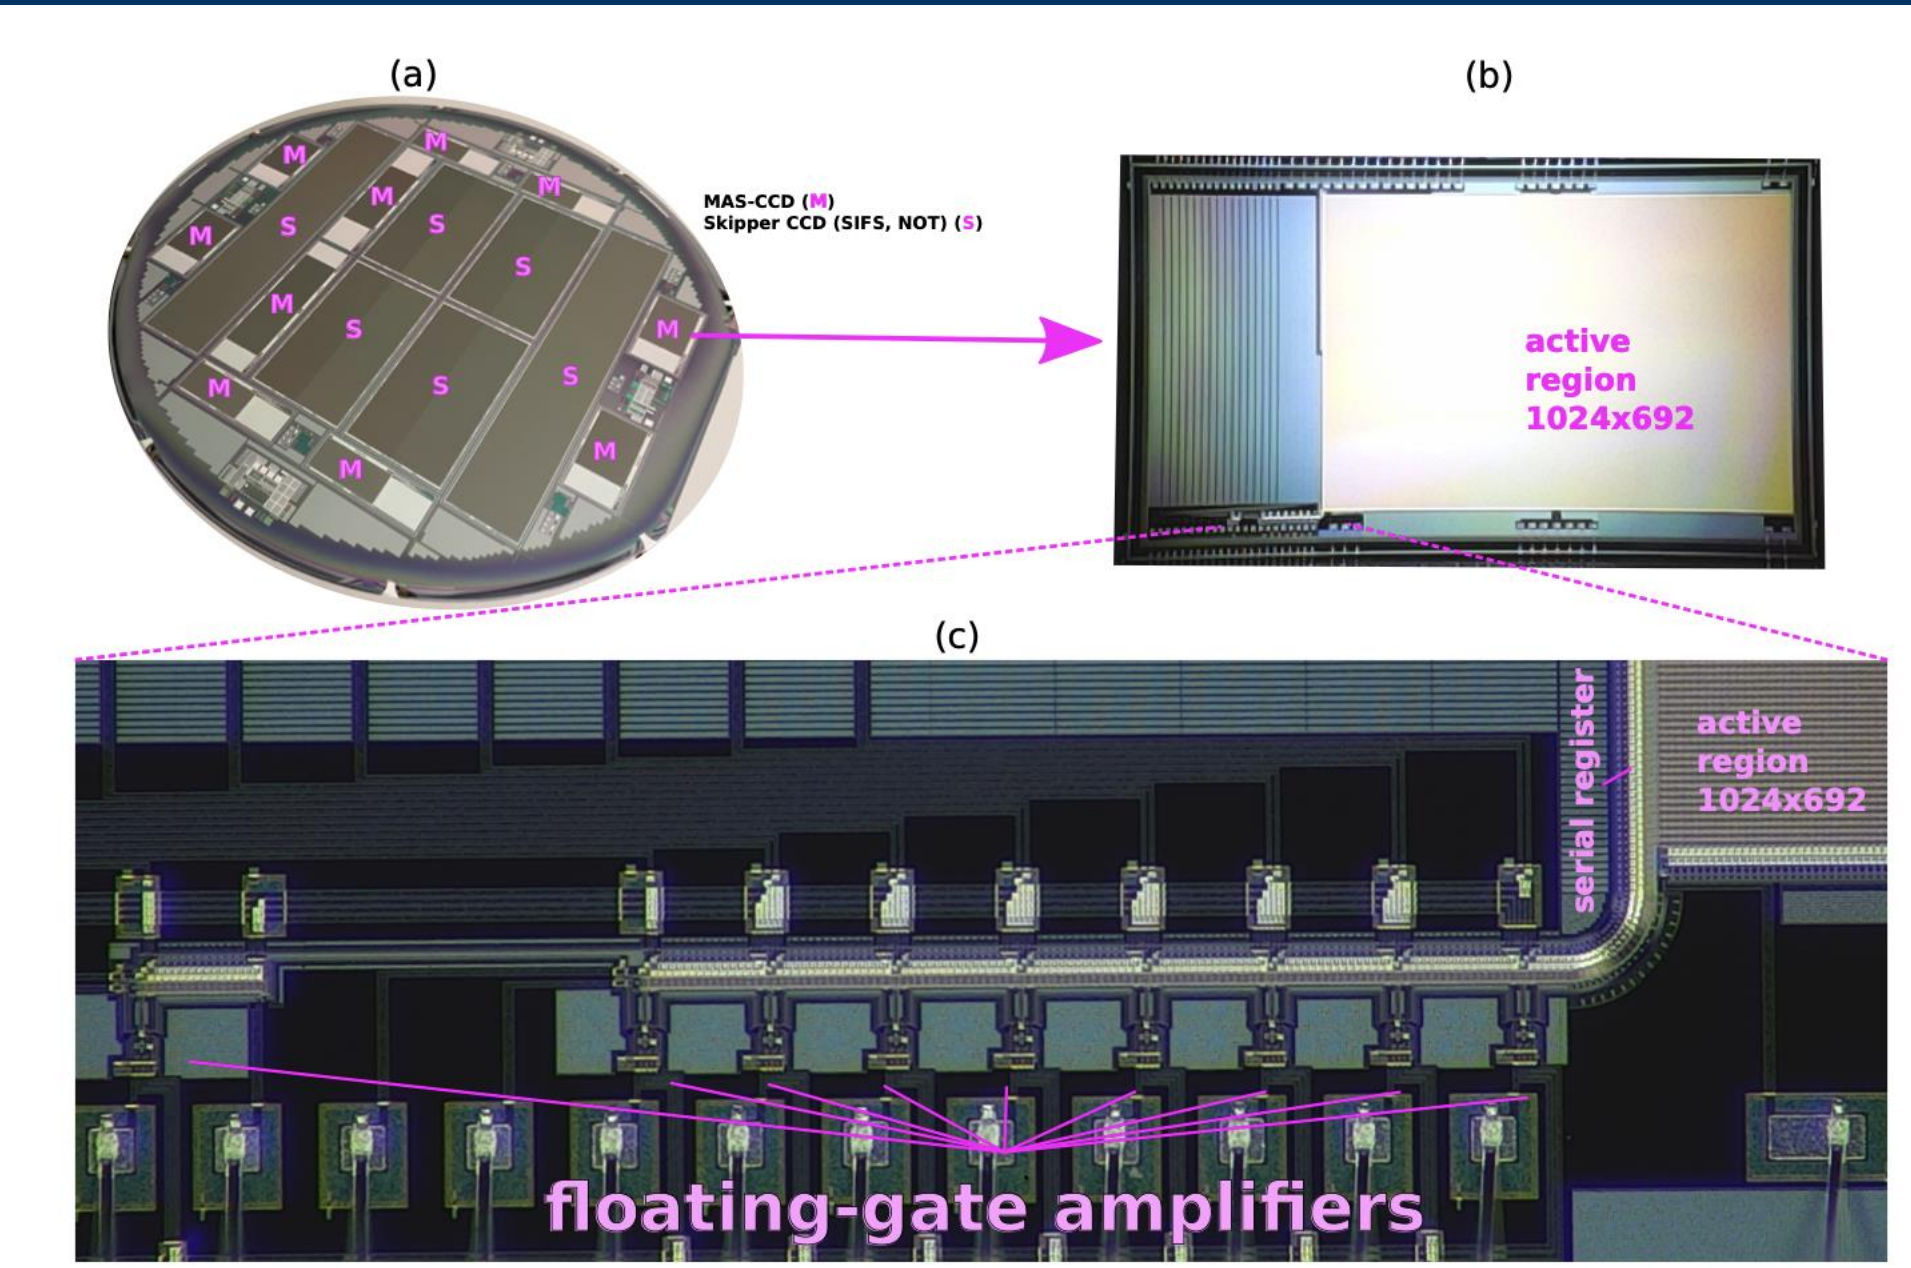 (a)
(b)
M
M
M
M
M
S
S
M
S
MAS-CCD (M)
Skipper CCD (SIFS, NOT) (S)
M
S
M
S
S
M
S
M
M
active
region
1024x692
(c)
serial register
active
region
1024x692
floating-gate amplifiers